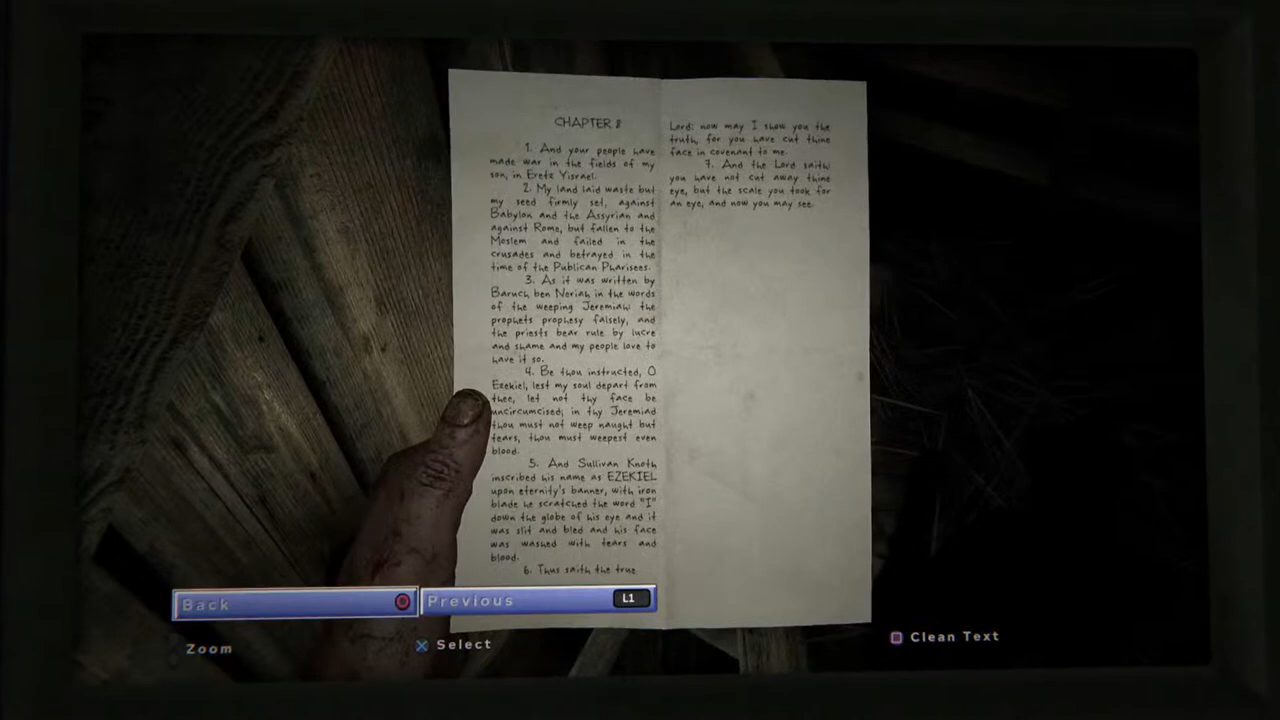 CHAPTER 8
1. And your people have
made war in the fields of my
son, in Eretz Yisrael.
2. My land laid waste but
my seed firmly set, against
Babylon and the Assyrian and
against Rome, but fallen to the
Moslem and failed in the
crusades and betrayed in the
time of the Publican Pharisees.
3. As it was written by
Baruch ben Neriah in the words
of the weeping Jeremiah: the
prophets prophesy falsely, and
the priests bear rule by lucre
and shame and my people love to
have it so.
4. Be thou instructed, O
Ezekiel, lest my soul depart from
thee, let not thy face be
uncircumcised; in thy Jeremiad
thou must not weep naught but
tears, thou must weepest even
blood.
5. And Sullivan Knoth
inscribed his name as EZEKIEL
upon eternity's banner, with iron
blade he scratched the word "I"
down the globe of his eye and it
was slit and bled and his face
was washed with tears and
blood.
6. Thus saith the true
Lord: now may I show you the
truth, for you have cut thine
face in covenant to me.
7. And the Lord saith:
you have not cut away thine
eye, but the scale you took for
an eye, and now you may see.
Back
Previous L1
Zoom
Select
Clean Text